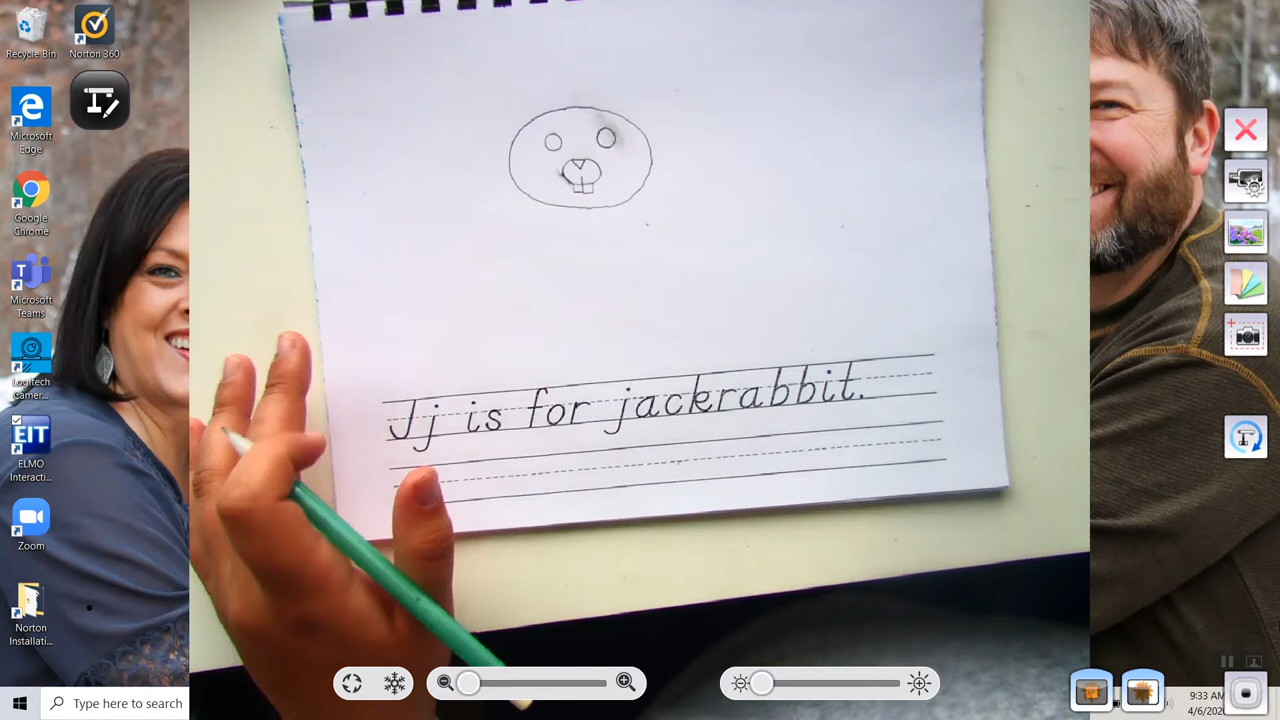 Recycle Bin
Norton 360
Microsoft
Edge
Google
Chrome
Microsoft
Teams
Logitech
Camer...
EIT
ELMO
Interacti...
Zoom
Norton
Installati...
Jj is for jackrabbit.
Type here to search
9:33 AM